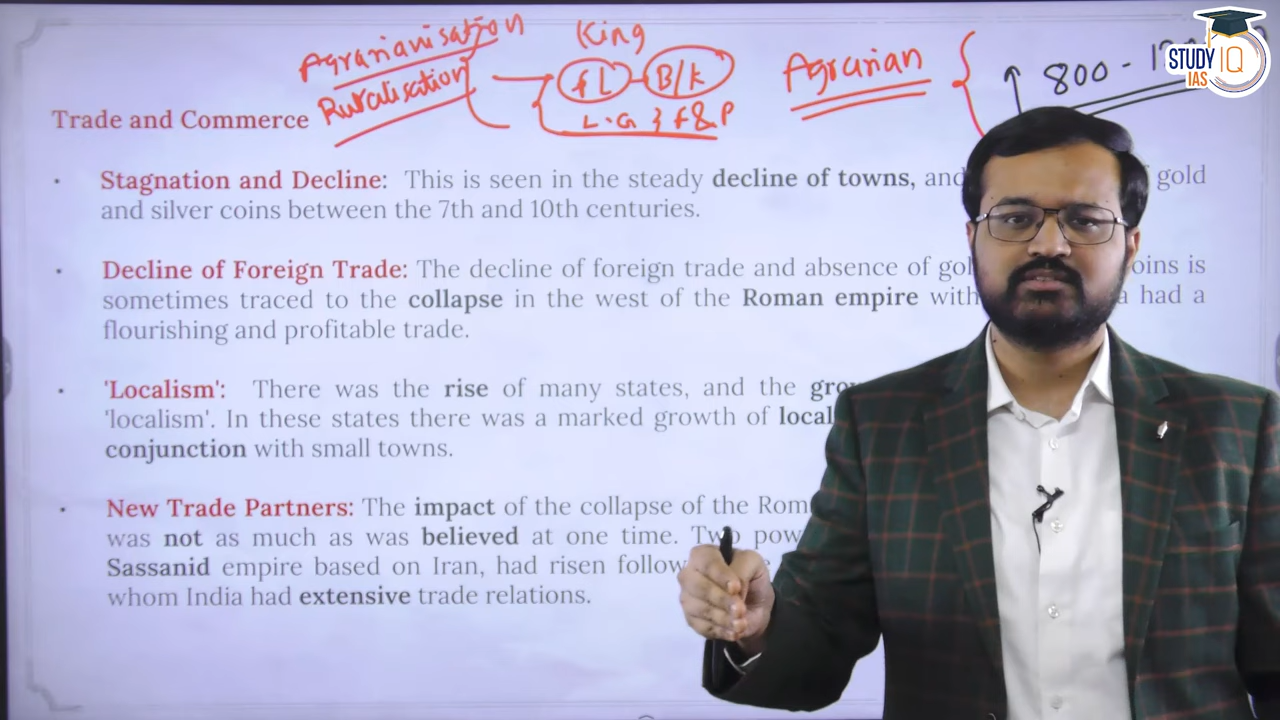 Agrarianisation
Ruralisation
King
fL B/K
L.G } f & P
Agrarian
800 -
STUDY IQ
IAS
Trade and Commerce
· Stagnation and Decline: This is seen in the steady decline of towns, and gold
and silver coins between the 7th and 10th centuries.
· Decline of Foreign Trade: The decline of foreign trade and absence of coins is
sometimes traced to the collapse in the west of the Roman empire had a
flourishing and profitable trade.
· 'Localism': There was the rise of many states, and the
'localism'. In these states there was a marked growth of local
conjunction with small towns.
· New Trade Partners: The impact of the collapse of the
was not as much as was believed at one time. Two
Sassanid empire based on Iran, had risen
whom India had extensive trade relations.